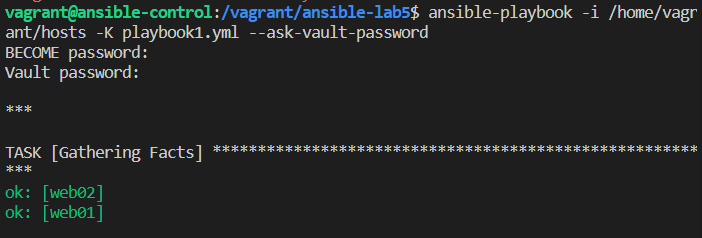 vagrant@ansible-control:/vagrant/ansible-lab5$ ansible-playbook -i /home/vagr
ant/hosts -K playbook1.yml --ask-vault-password
BECOME password:
Vault password:
***
TASK [Gathering Facts] ******************************************************
***
ok: [web02]
ok: [web01]